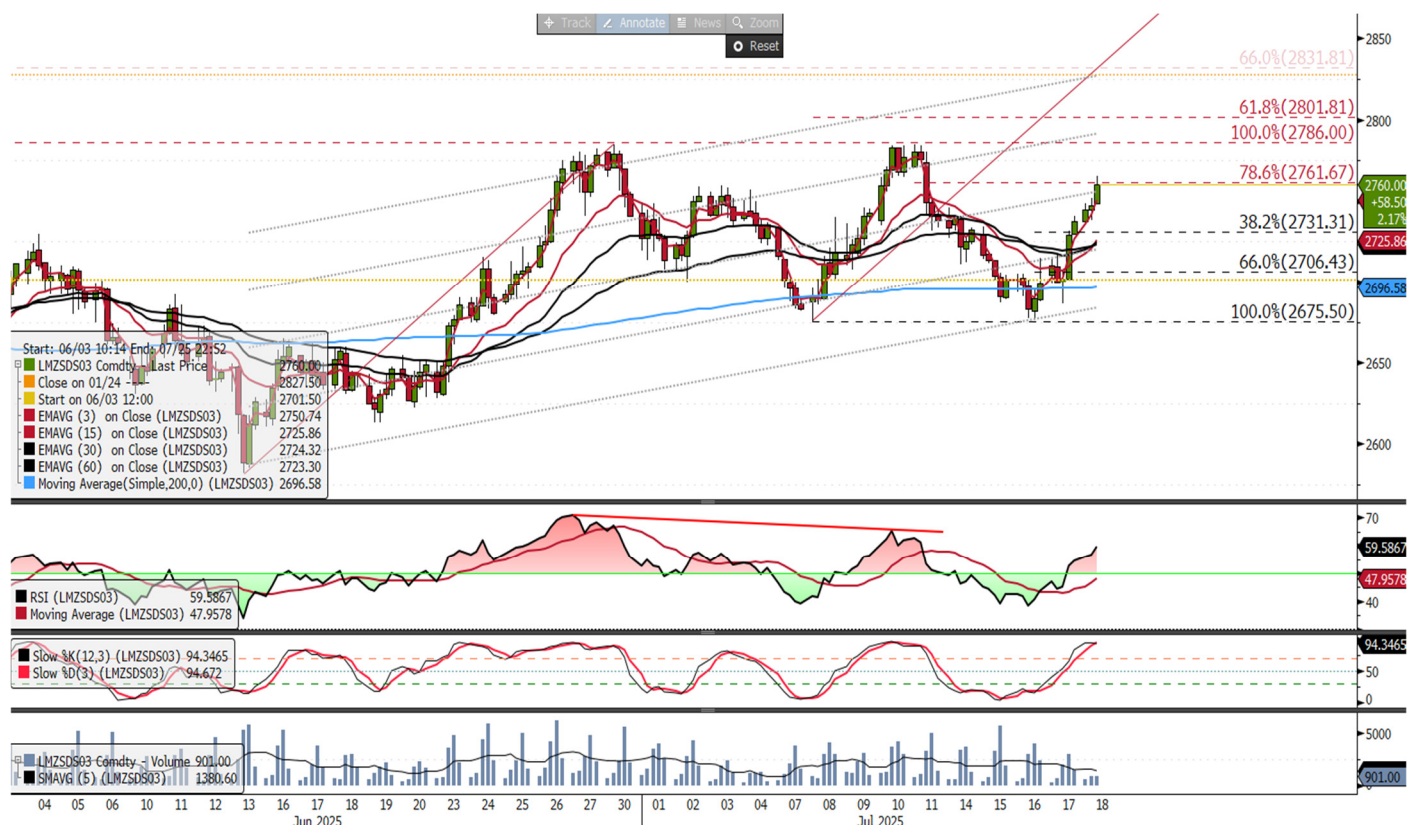 Track Annotate News Zoom
Reset
2850
66.0%(2831.81)
61.8%(2801.81)
2800
100.0%(2786.00)
78.6%(2761.67)
2760.00
+58.50
2.17%
38.2%(2731.31)
2725.86
66.0%(2706.43)
2696.58
100.0%(2675.50)
2650
2600
Start: 06/03 10:14 End: 07/25 22:52
LMZSDS03 Comdty - Last Price 2760.00
Close on 01/24 ---- 2827.50
Start on 06/03 12:00 2701.50
EMAVG (3) on Close (LMZSDS03) 2750.74
EMAVG (15) on Close (LMZSDS03) 2725.86
EMAVG (30) on Close (LMZSDS03) 2724.32
EMAVG (60) on Close (LMZSDS03) 2723.30
Moving Average(Simple,200,0) (LMZSDS03) 2696.58
70
59.5867
47.9578
40
RSI (LMZSDS03) 59.5867
Moving Average (LMZSDS03) 47.9578
94.3465
50
0
Slow %K(12,3) (LMZSDS03) 94.3465
Slow %D(3) (LMZSDS03) 94.672
5000
901.00
LMZSDS03 Comdty - Volume 901.00
SMAVG (5) (LMZSDS03) 1380.60
04 05 06 10 11 12 13 16 17 18 19 20 23 24 25 26 27 30 01 02 03 04 07 08 09 10 11 14 15 16 17 18
Jun 2025 Jul 2025